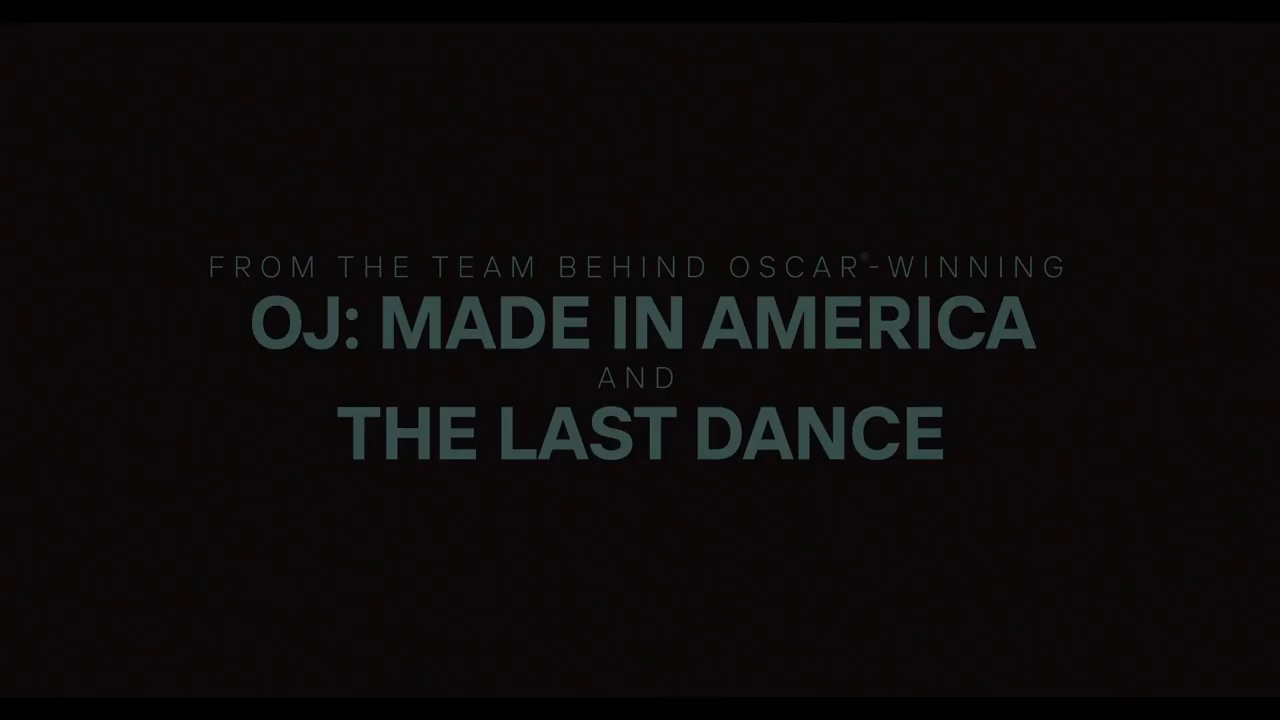 FROM THE TEAM BEHIND OSCAR®-WINNING
OJ: MADE IN AMERICA
AND
THE LAST DANCE